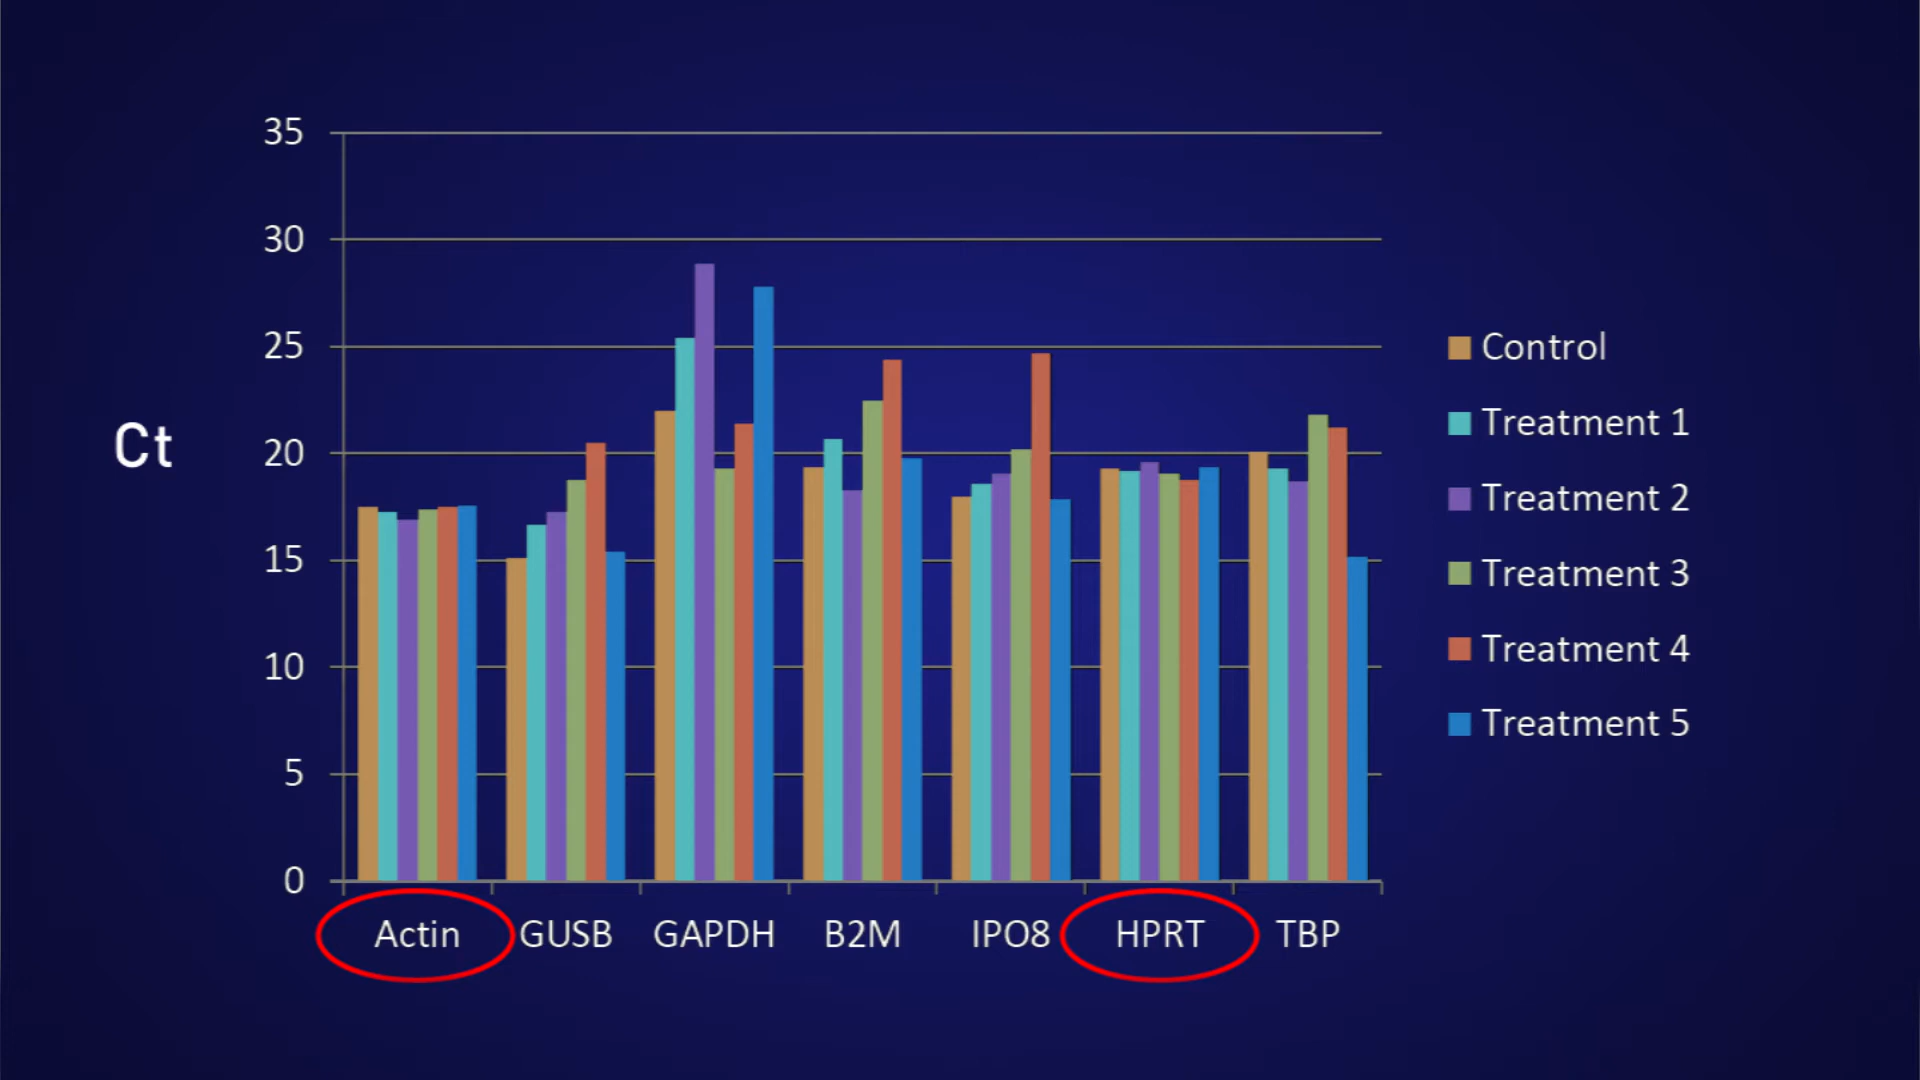 Ct
35
30
25
20
15
10
5
0
Actin GUSB GAPDH B2M IPO8 HPRT TBP
Control
Treatment 1
Treatment 2
Treatment 3
Treatment 4
Treatment 5